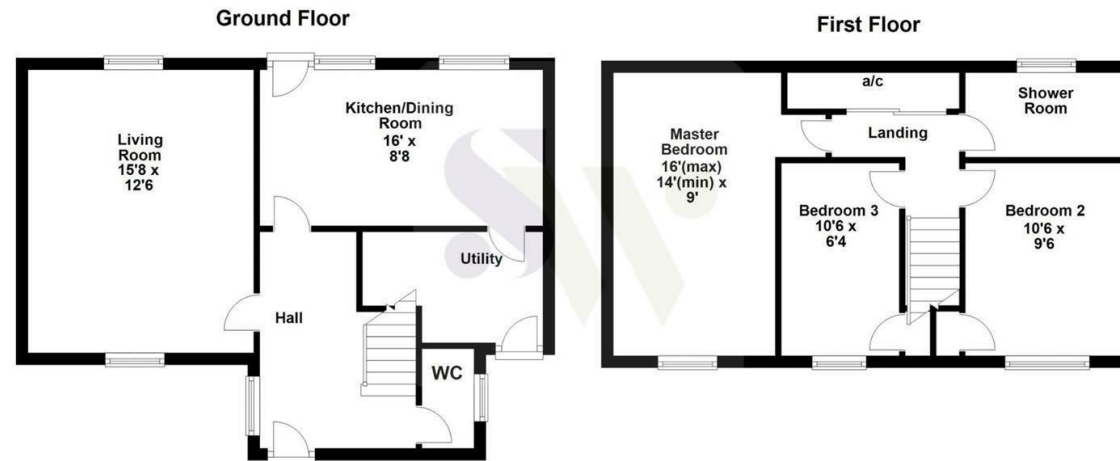 Ground Floor
Living
Room
15'8 x
12'6
Kitchen/Dining
Room
16' x
8'8
Utility
Hall
WC
First Floor
a/c
Shower
Room
Landing
Master
Bedroom
16'(max)
14'(min) x
9'
Bedroom 3
10'6 x
6'4
Bedroom 2
10'6 x
9'6
SW